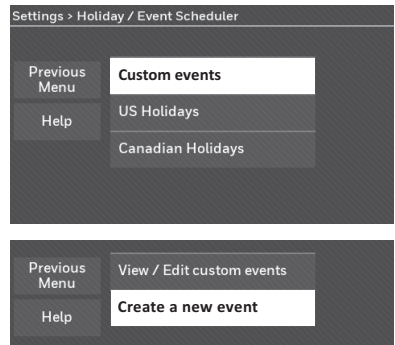 Settings > Holiday / Event Scheduler
Previous
Menu
Custom events
Help
US Holidays
Canadian Holidays
Previous
Menu
View / Edit custom events
Help
Create a new event